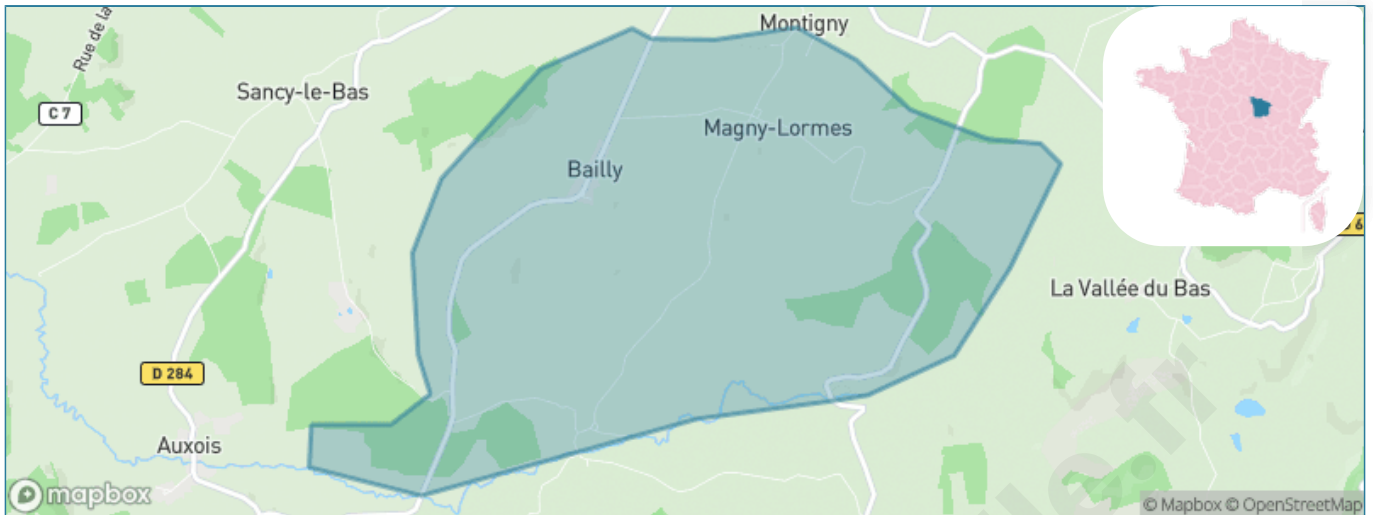 Montigny
Rue de la
Sancy-le-Bas
C 7
Magny-Lormes
Bailly
La Vallée du Bas
D 284
Auxois
mapbox
© Mapbox © OpenStreetMap